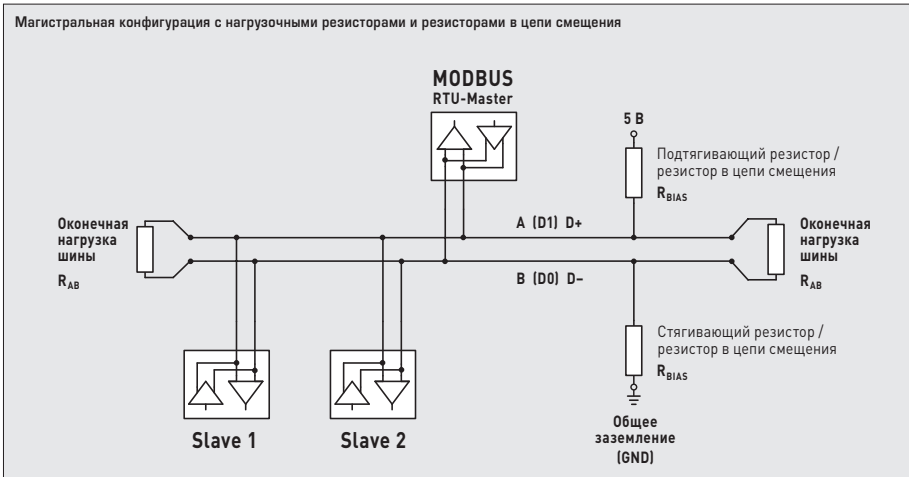 Магистральная конфигурация с нагрузочными резисторами и резисторами в цепи смещения
MODBUS
RTU-Master
5 В
Подтягивающий резистор /
резистор в цепи смещения
RBIAS
Оконечная
нагрузка
шины
RAB
A (D1) D+
B (D0) D–
Оконечная
нагрузка
шины
RAB
Стягивающий резистор /
резистор в цепи смещения
RBIAS
Slave 1
Slave 2
Общее
заземление
(GND)